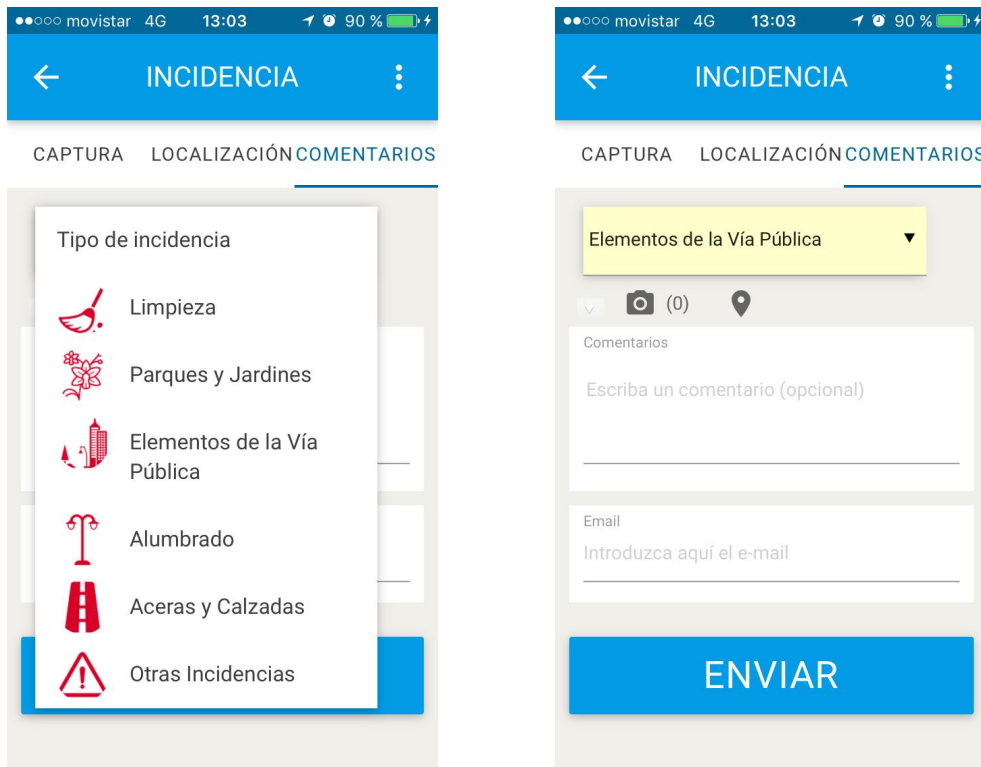 movistar 4G 13:03 90 %
INCIDENCIA
CAPTURA LOCALIZACIÓN COMENTARIOS
Tipo de incidencia
Limpieza
Parques y Jardines
Elementos de la Vía
Pública
Alumbrado
Aceras y Calzadas
Otras Incidencias
movistar 4G 13:03 90 %
INCIDENCIA
CAPTURA LOCALIZACIÓN COMENTARIOS
Elementos de la Vía Pública
(0)
Comentarios
Escriba un comentario (opcional)
Email
Introduzca aquí el e-mail
ENVIAR